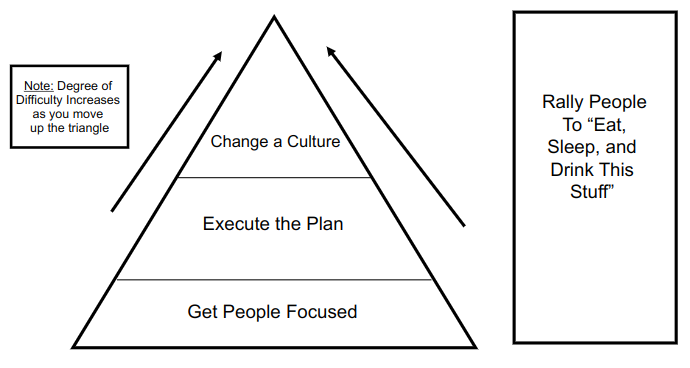 Note: Degree of
Difficulty Increases
as you move
up the triangle
Change a Culture
Execute the Plan
Get People Focused
Rally People
To “Eat,
Sleep, and
Drink This
Stuff”